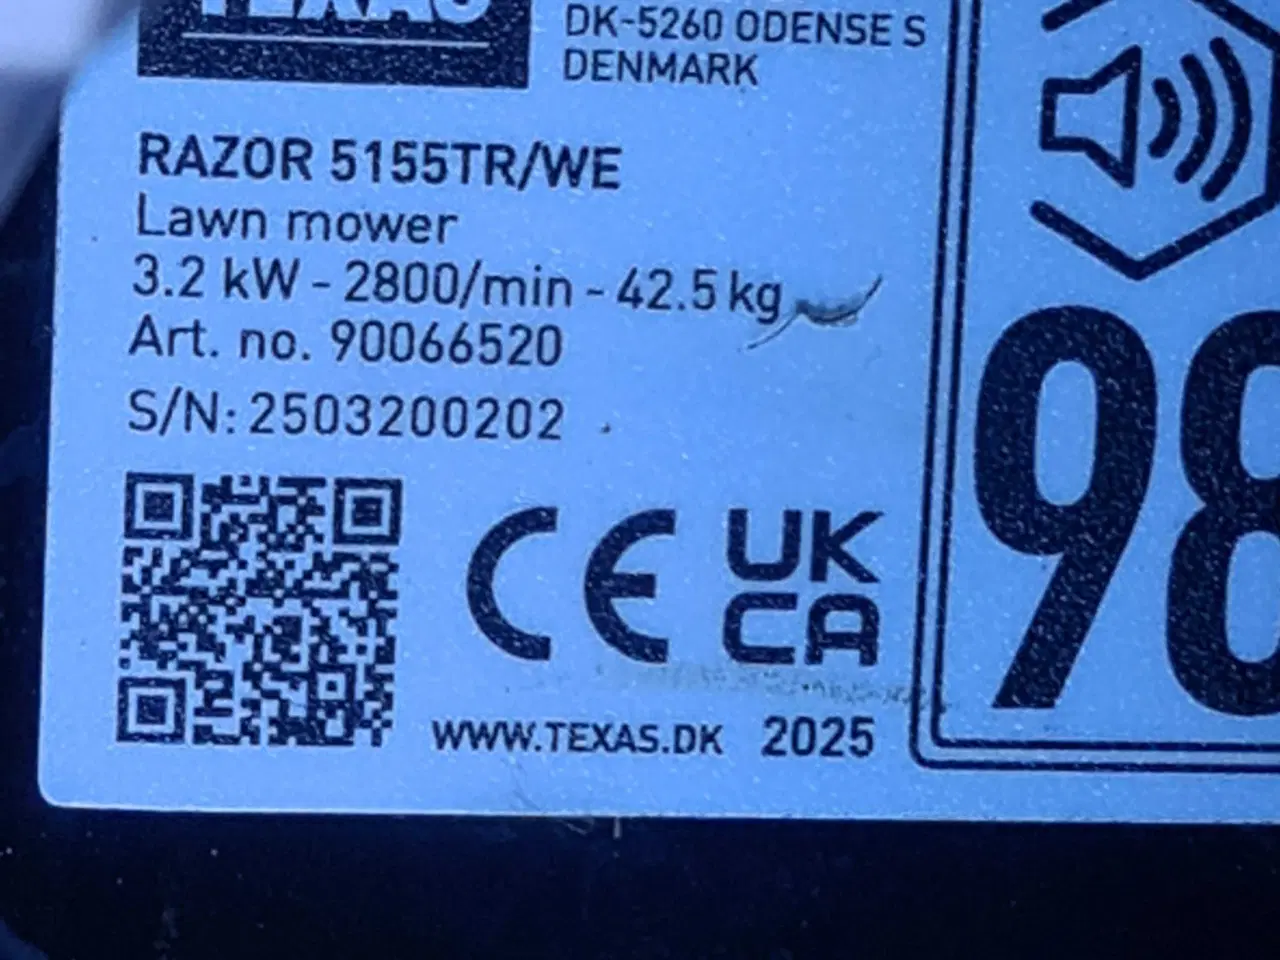 TEXAS
DK-5260 ODENSE S
DENMARK
RAZOR 5155TR/WE
Lawn mower
3.2 kW - 2800/min - 42.5 kg
Art. no. 90066520
S/N: 2503200202
CE UK
CA
WWW.TEXAS.DK 2025
98